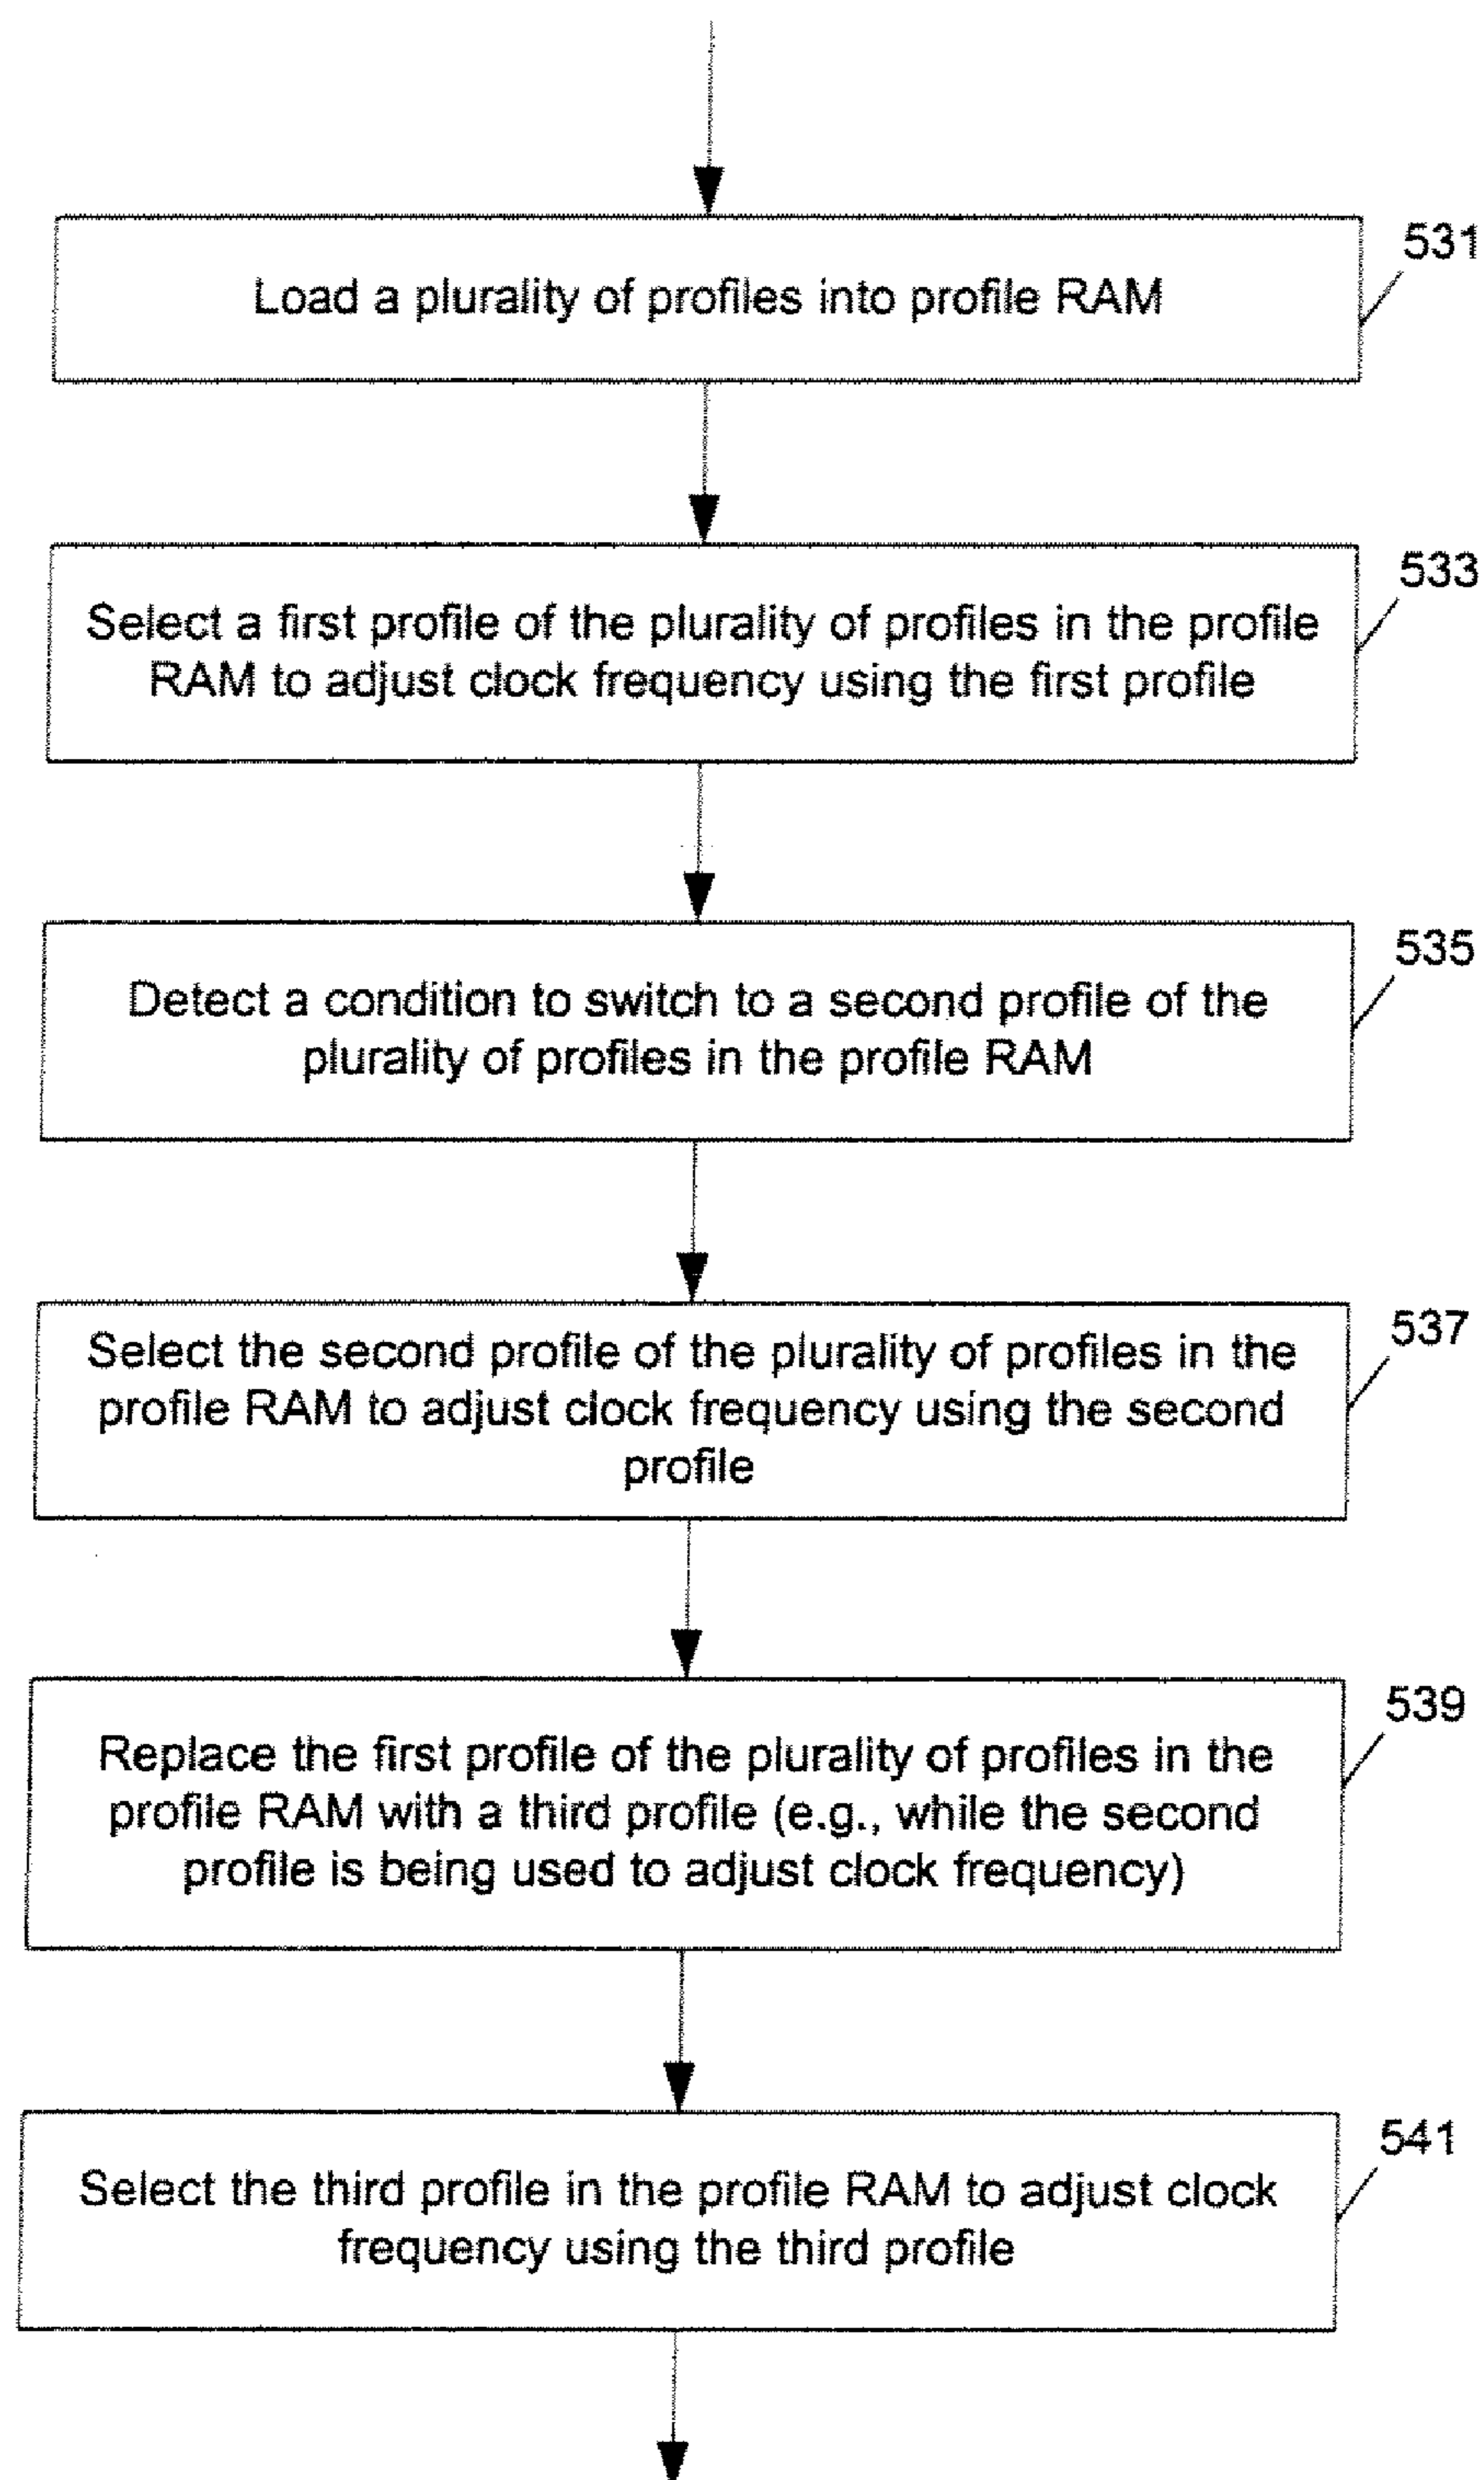 Load a plurality of profiles into profile RAM
531
Select a first profile of the plurality of profiles in the profile
RAM to adjust clock frequency using the first profile
533
Detect a condition to switch to a second profile of the
plurality of profiles in the profile RAM
535
Select the second profile of the plurality of profiles in the
profile RAM to adjust clock frequency using the second
profile
537
Replace the first profile of the plurality of profiles in the
profile RAM with a third profile (e.g., while the second
profile is being used to adjust clock frequency)
539
Select the third profile in the profile RAM to adjust clock
frequency using the third profile
541